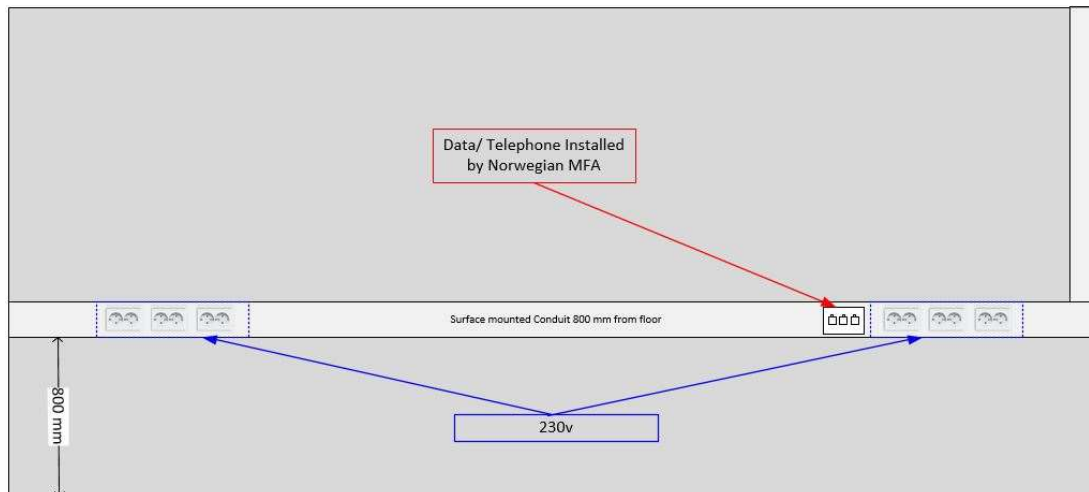 Data/ Telephone Installed
by Norwegian MFA
Surface mounted Conduit 800 mm from floor
800 mm
230v